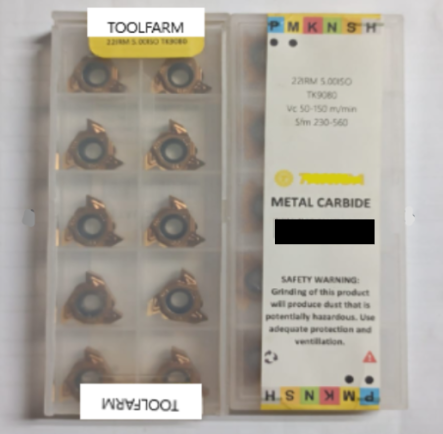 TOOLFARM
22IRM 5.00ISO TK9080
TOOLFARM
P M K N S H
22IRM 5.00ISO
TK9080
Vc 50-150 m/min
S/m 230-560
METAL CARBIDE
SAFETY WARNING:
Grinding of this product
will produce dust that is
potentially hazardous. Use
adequate protection and
ventillation.
H S N K M P